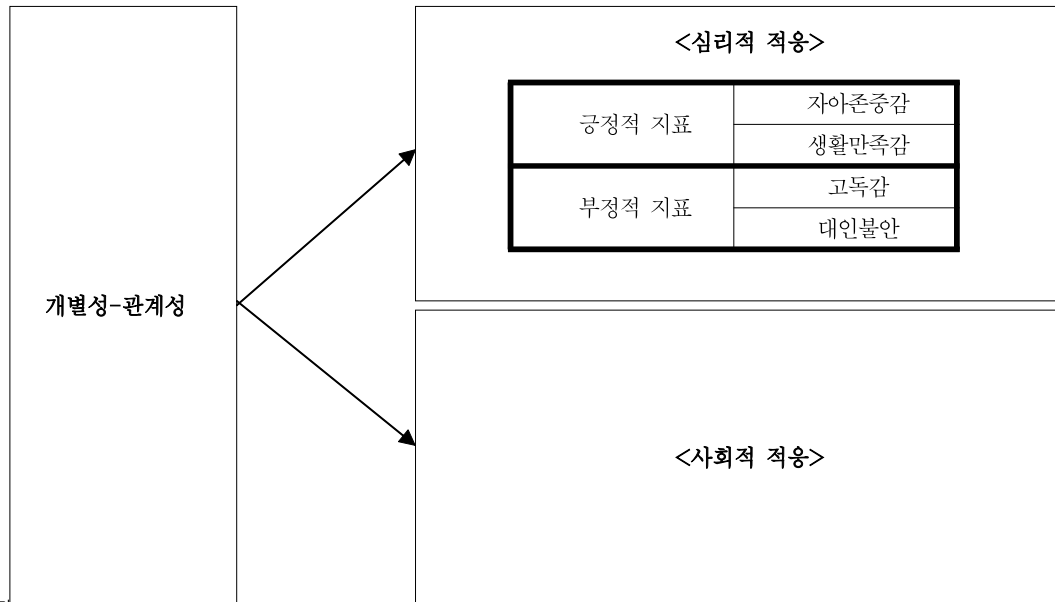 <심리적 적응>
긍정적 지표
자아존중감
생활만족감
부정적 지표
고독감
대인불안
개별성-관계성
<사회적 적응>